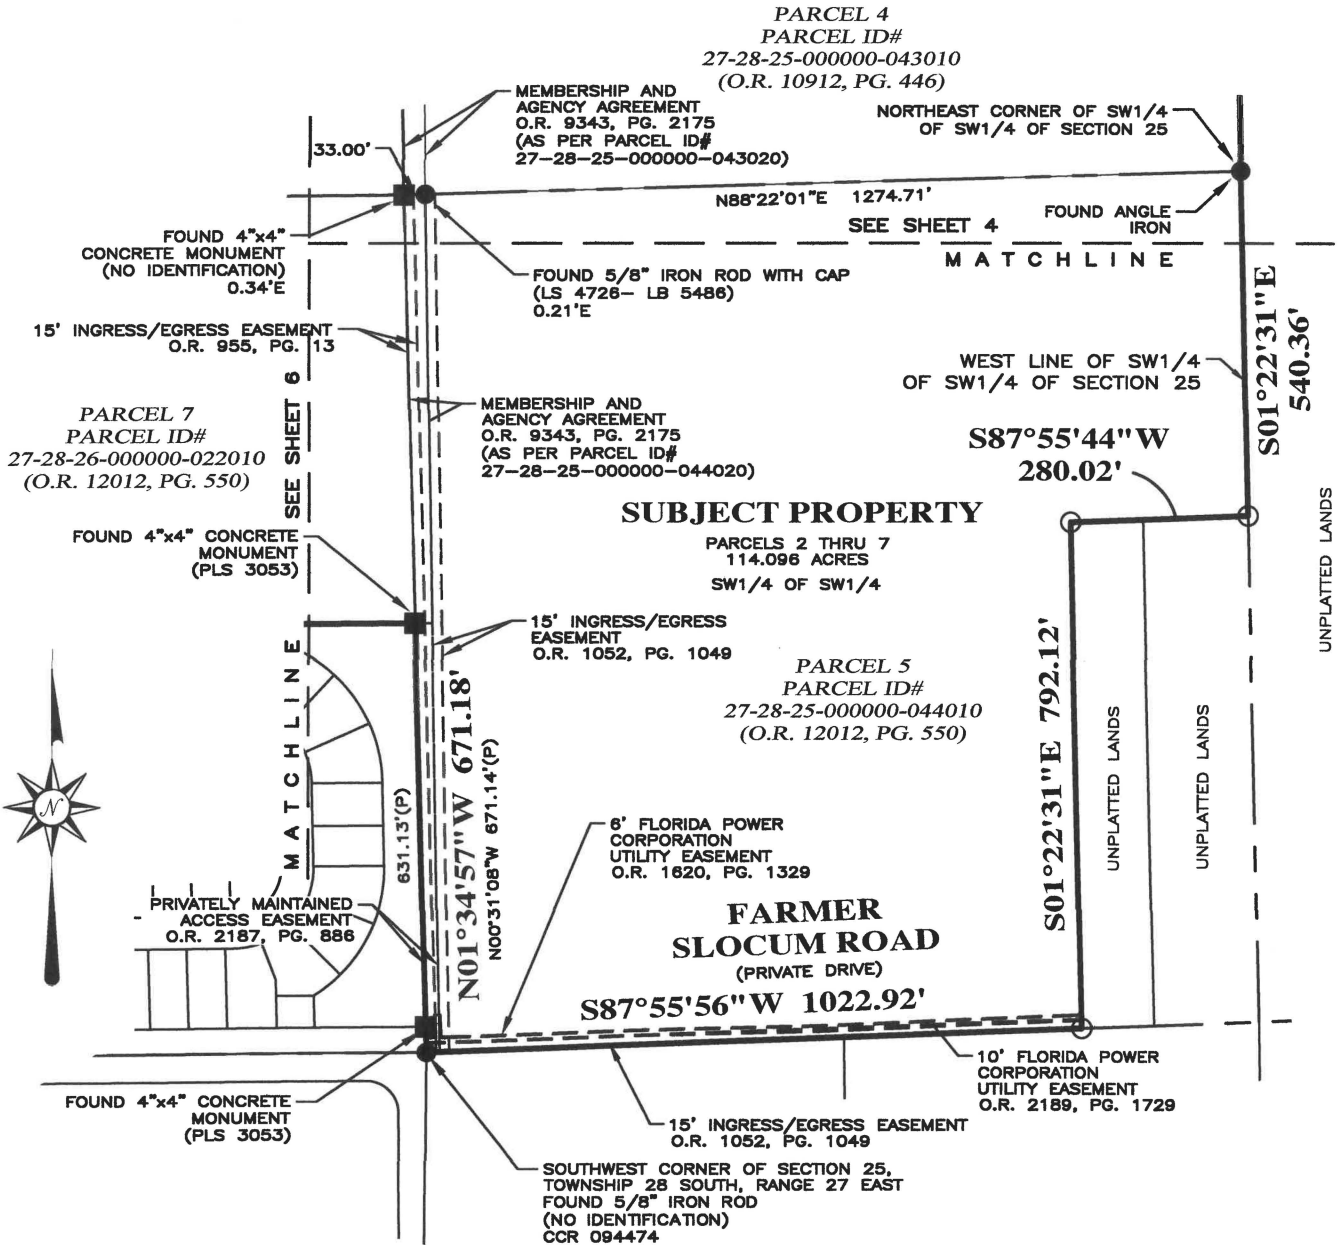 PARCEL 4
PARCEL ID#
27-28-25-000000-043010
(O.R. 10912, PG. 446)
MEMBERSHIP AND
AGENCY AGREEMENT
O.R. 9343, PG. 2175
(AS PER PARCEL ID#
27-28-25-000000-043020)
NORTHEAST CORNER OF SW1/4
OF SW1/4 OF SECTION 25
33.00'
N88°22'01"E 1274.71'
SEE SHEET 4
FOUND ANGLE
IRON
MATCHLINE
FOUND 4"x4"
CONCRETE MONUMENT
(NO IDENTIFICATION)
0.34'E
FOUND 5/8" IRON ROD WITH CAP
(LS 4726- LB 5486)
0.21'E
S01°22'31"E
540.36'
15' INGRESS/EGRESS EASEMENT
O.R. 955, PG. 13
WEST LINE OF SW1/4
OF SW1/4 OF SECTION 25
SEE SHEET 6
PARCEL 7
PARCEL ID#
27-28-26-000000-022010
(O.R. 12012, PG. 550)
MEMBERSHIP AND
AGENCY AGREEMENT
O.R. 9343, PG. 2175
(AS PER PARCEL ID#
27-28-25-000000-044020)
S87°55'44"W
280.02'
SUBJECT PROPERTY
PARCELS 2 THRU 7
114.096 ACRES
SW1/4 OF SW1/4
UNPLATTED LANDS
FOUND 4"x4" CONCRETE
MONUMENT
(PLS 3053)
15' INGRESS/EGRESS
EASEMENT
O.R. 1052, PG. 1049
MATCHLINE
PARCEL 5
PARCEL ID#
27-28-25-000000-044010
(O.R. 12012, PG. 550)
N01°34'57"W 671.18'
N00°31'08"W 671.14'(P)
631.13'(P)
S01°22'31"E 792.12'
UNPLATTED LANDS
UNPLATTED LANDS
N
6' FLORIDA POWER
CORPORATION
UTILITY EASEMENT
O.R. 1620, PG. 1329
PRIVATELY MAINTAINED
ACCESS EASEMENT
O.R. 2187, PG. 886
FARMER
SLOCUM ROAD
(PRIVATE DRIVE)
S87°55'56"W 1022.92'
10' FLORIDA POWER
CORPORATION
UTILITY EASEMENT
O.R. 2189, PG. 1729
FOUND 4"x4" CONCRETE
MONUMENT
(PLS 3053)
15' INGRESS/EGRESS EASEMENT
O.R. 1052, PG. 1049
SOUTHWEST CORNER OF SECTION 25,
TOWNSHIP 28 SOUTH, RANGE 27 EAST
FOUND 5/8" IRON ROD
(NO IDENTIFICATION)
CCR 094474